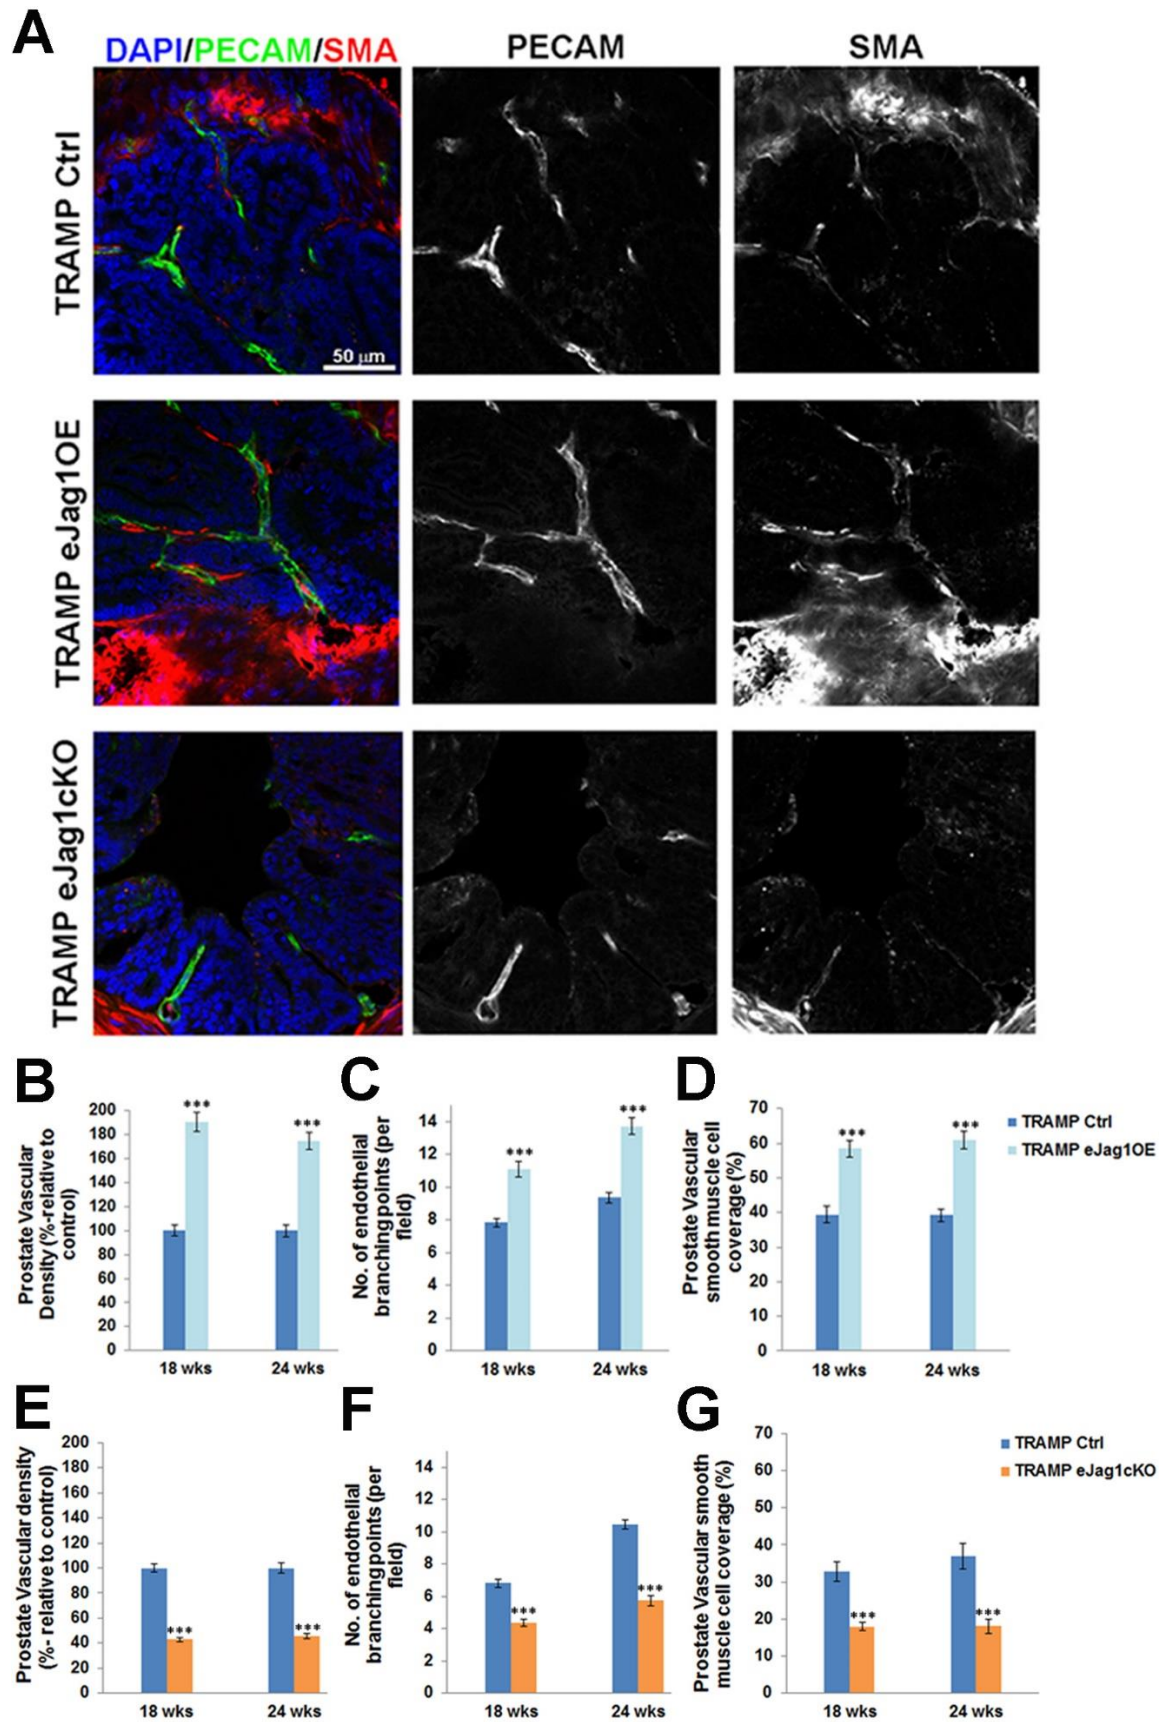 A
DAPI/PECAM/SMA
PECAM
SMA
TRAMP Ctrl
50 µm
TRAMP eJag1OE
TRAMP eJag1cKO
B
Prostate Vascular
Density (%-relative to
control)
200
180
160
140
120
100
80
60
40
20
0
***
***
18 wks
24 wks
C
No. of endothelial
branchingpoints (per
field)
14
12
10
8
6
4
2
0
***
***
18 wks
24 wks
D
Prostate Vascular
smooth muscle cell
coverage (%)
70
60
50
40
30
20
10
0
***
***
18 wks
24 wks
TRAMP Ctrl
TRAMP eJag1OE
E
Prostate Vascular density
(%- relative to control)
200
180
160
140
120
100
80
60
40
20
0
***
***
18 wks
24 wks
F
No. of endothelial
branchingpoints (per
field)
14
12
10
8
6
4
2
0
***
***
18 wks
24 wks
G
Prostate Vascular smooth
muscle cell coverage (%)
70
60
50
40
30
20
10
0
***
***
18 wks
24 wks
TRAMP Ctrl
TRAMP eJag1cKO